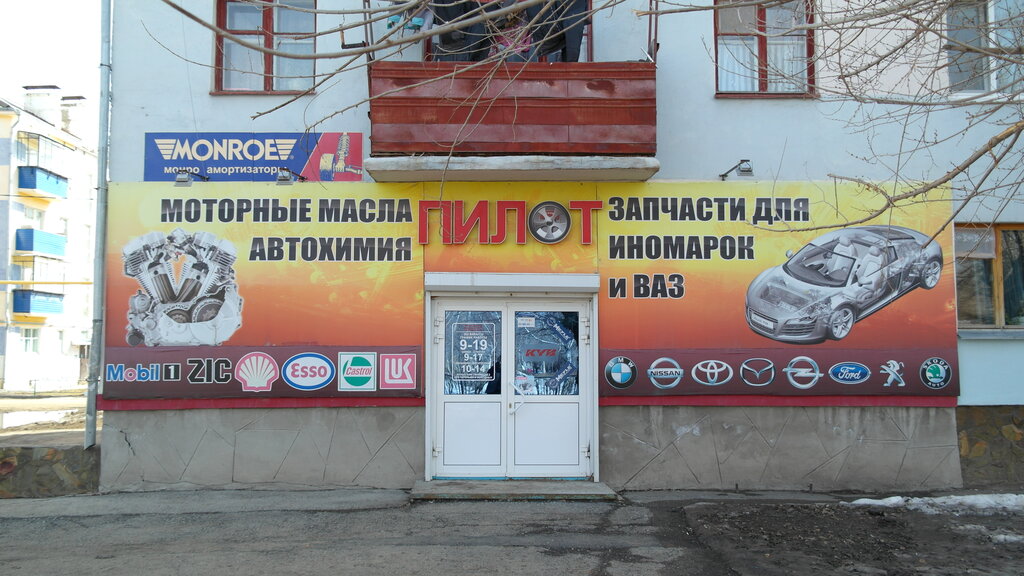 MONROE
монро амортизаторы
МОТОРНЫЕ МАСЛА
АВТОХИМИЯ
ПИЛОТ
ЗАПЧАСТИ ДЛЯ
ИНОМАРОК
и ВАЗ
Mobil 1
ZIC
Esso
Castrol
LUK
9-19
9-17
10-14
KYB
NISSAN
Ford